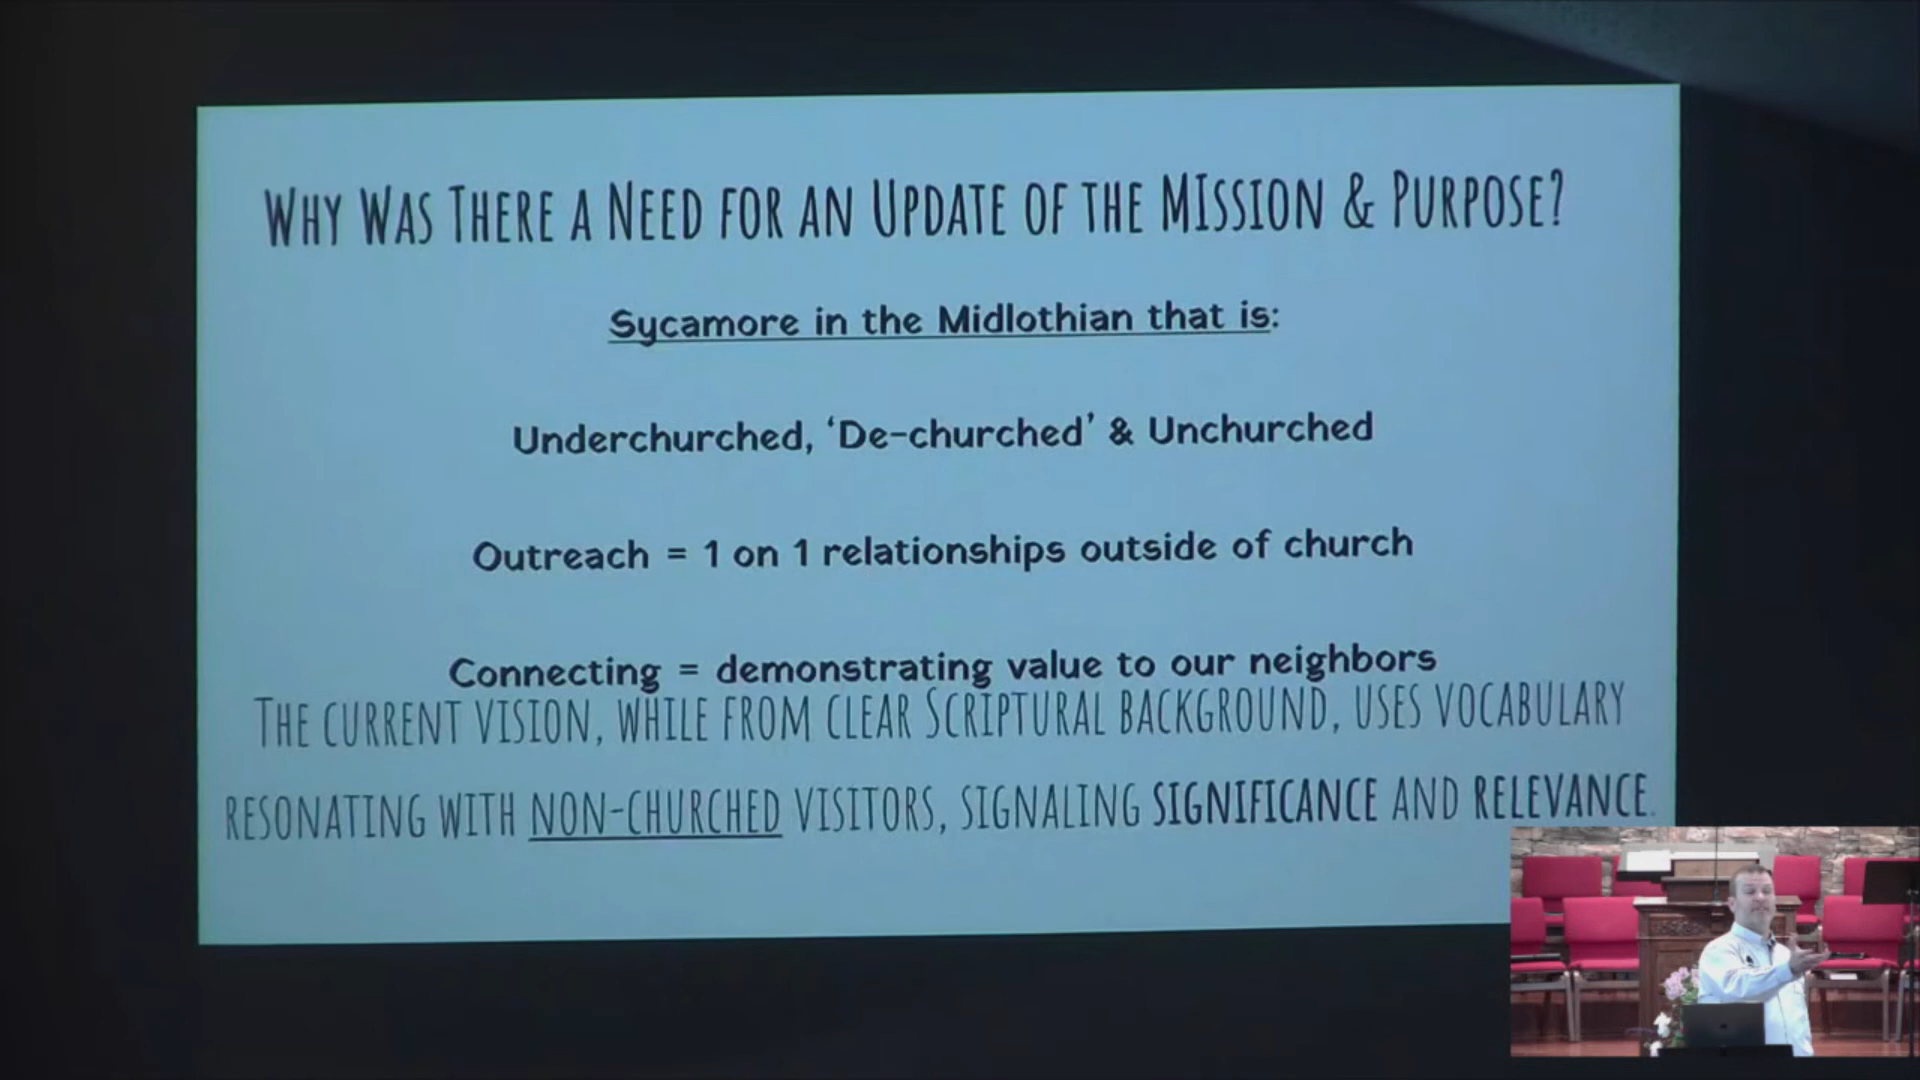 Why Was There a Need for an Update of the MIssion & Purpose?
Sycamore in the Midlothian that is:
Underchurched, ‘De-churched’ & Unchurched
Outreach = 1 on 1 relationships outside of church
Connecting = demonstrating value to our neighbors
The current vision, while from clear Scriptural background, uses vocabulary
resonating with non-churched visitors, signaling significance and relevance.